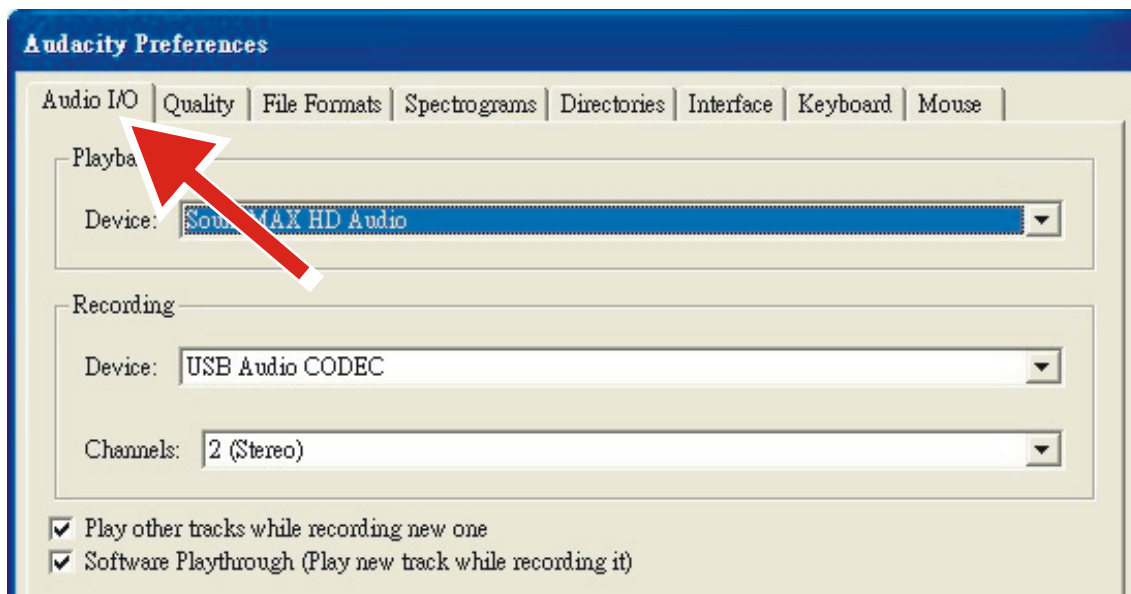 Audacity Preferences
Audio I/O Quality File Formats Spectrograms Directories Interface Keyboard Mouse
Device: MAX HD Audio
Recording
Device: USB Audio CODEC
Channels: 2 (Stereo)
Play other tracks while recording new one
Software Playthrough (Play new track while recording it)